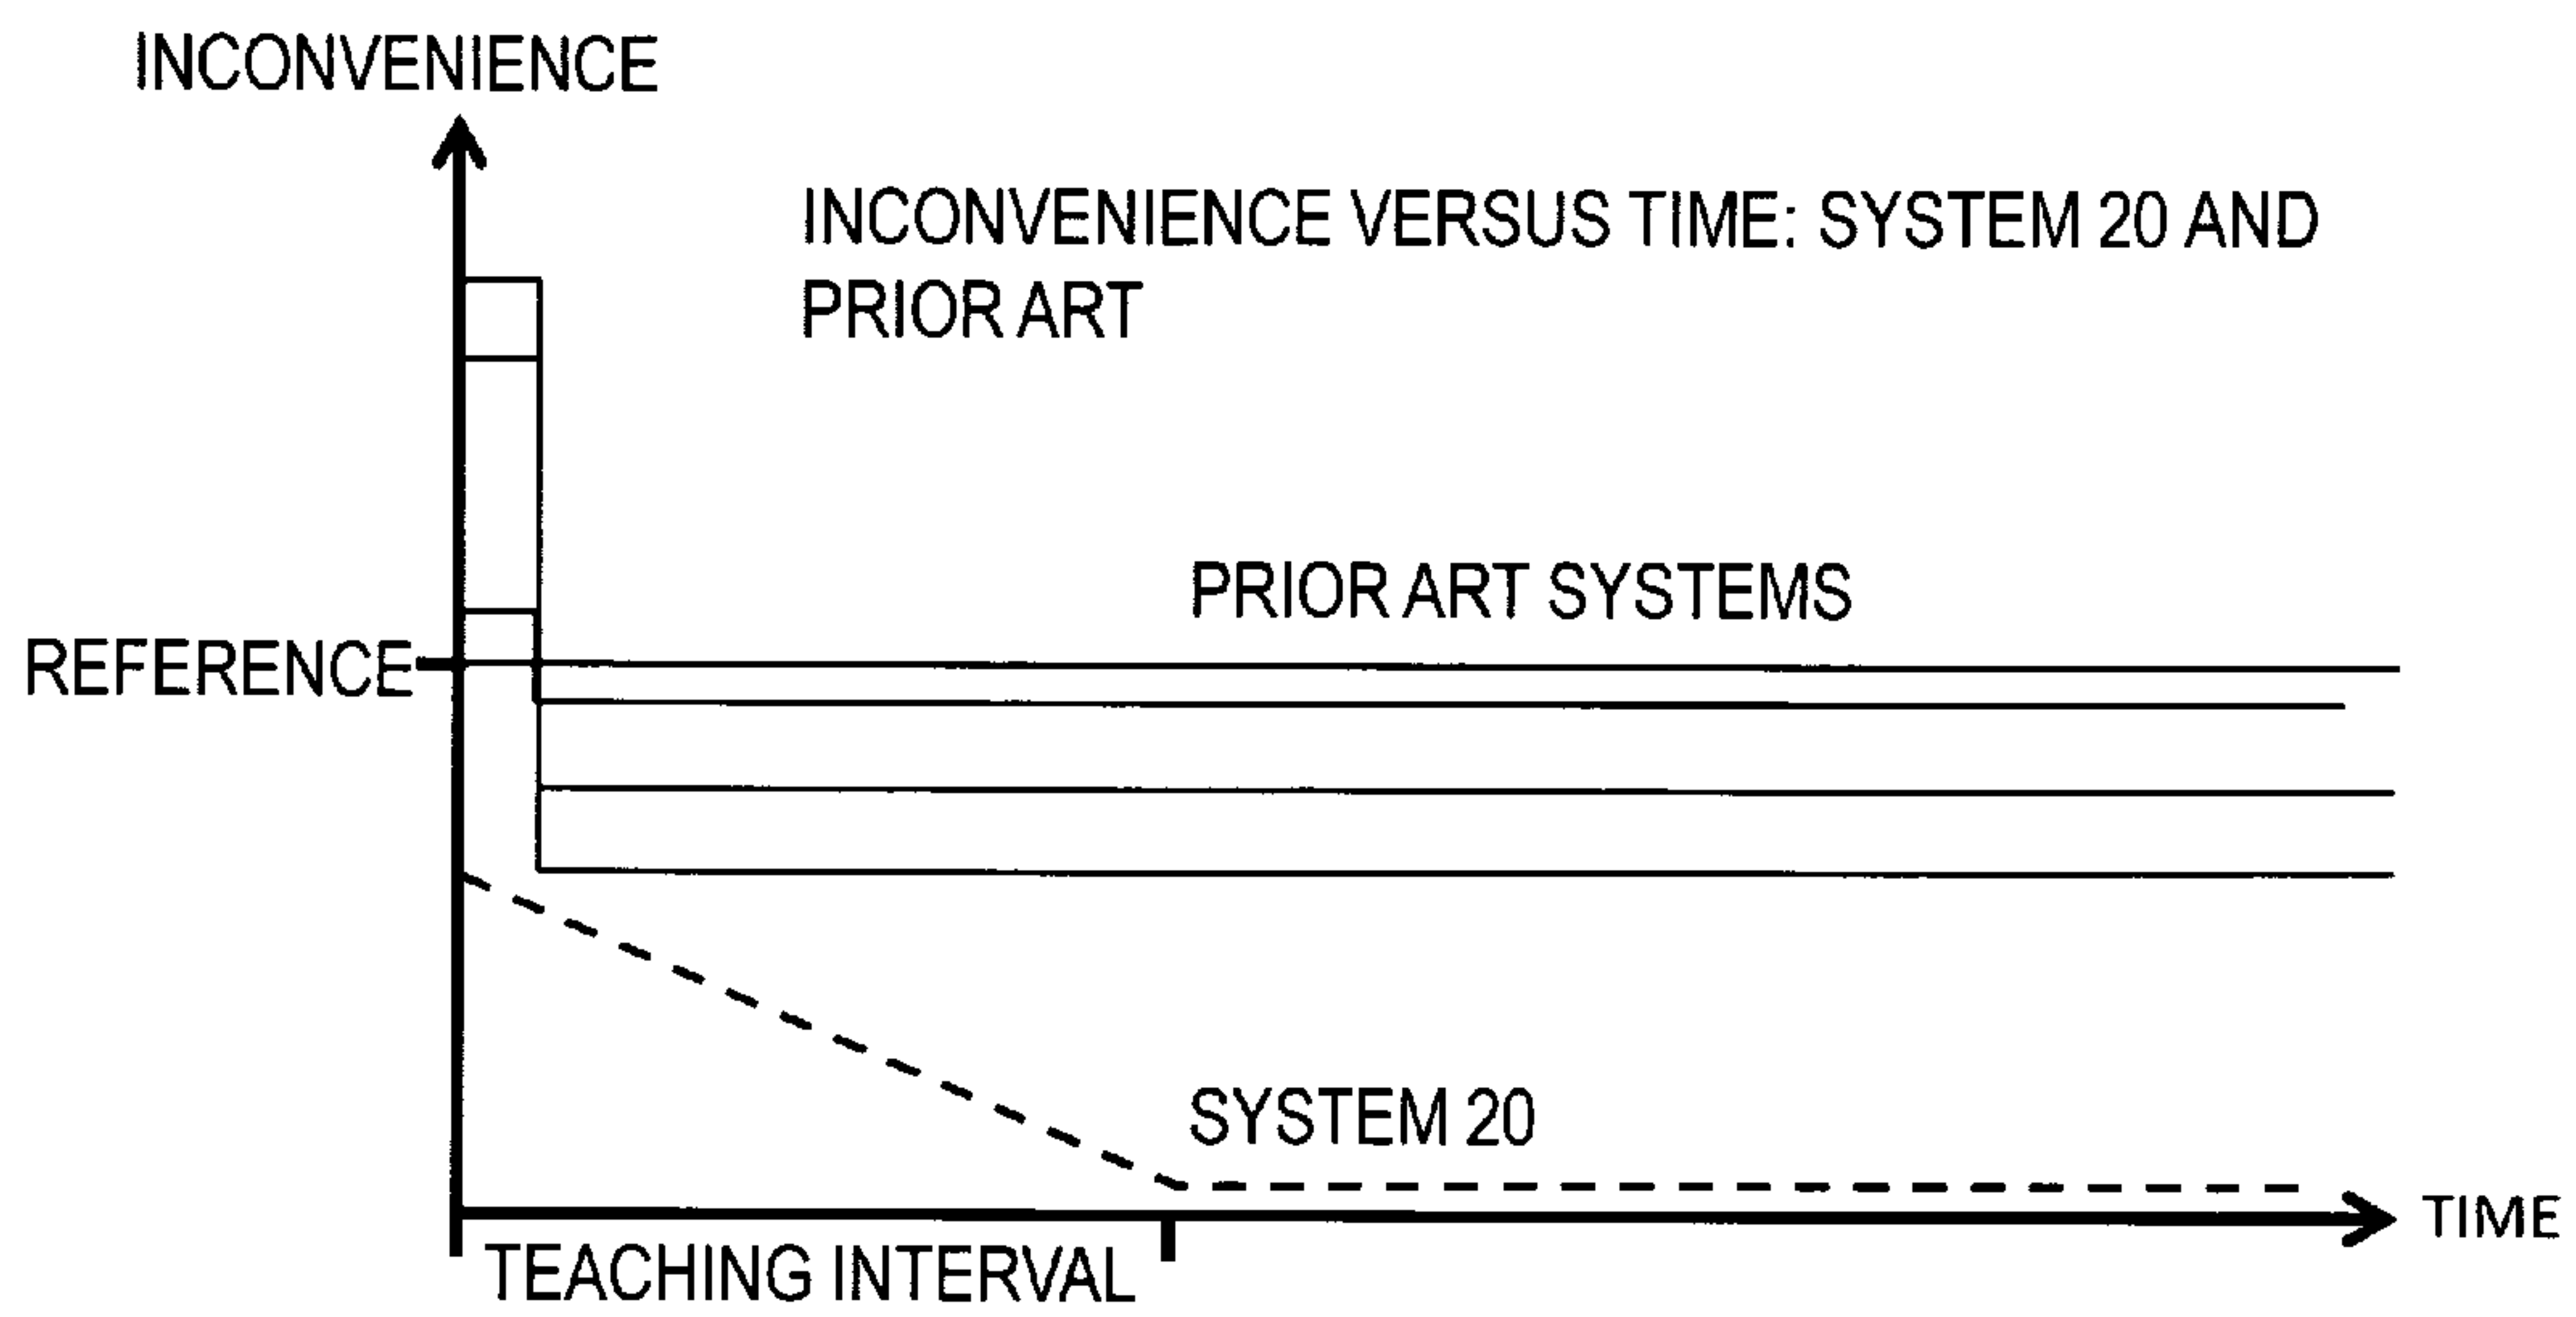 INCONVENIENCE
INCONVENIENCE VERSUS TIME: SYSTEM 20 AND
PRIOR ART
PRIOR ART SYSTEMS
REFERENCE
SYSTEM 20
TIME
TEACHING INTERVAL